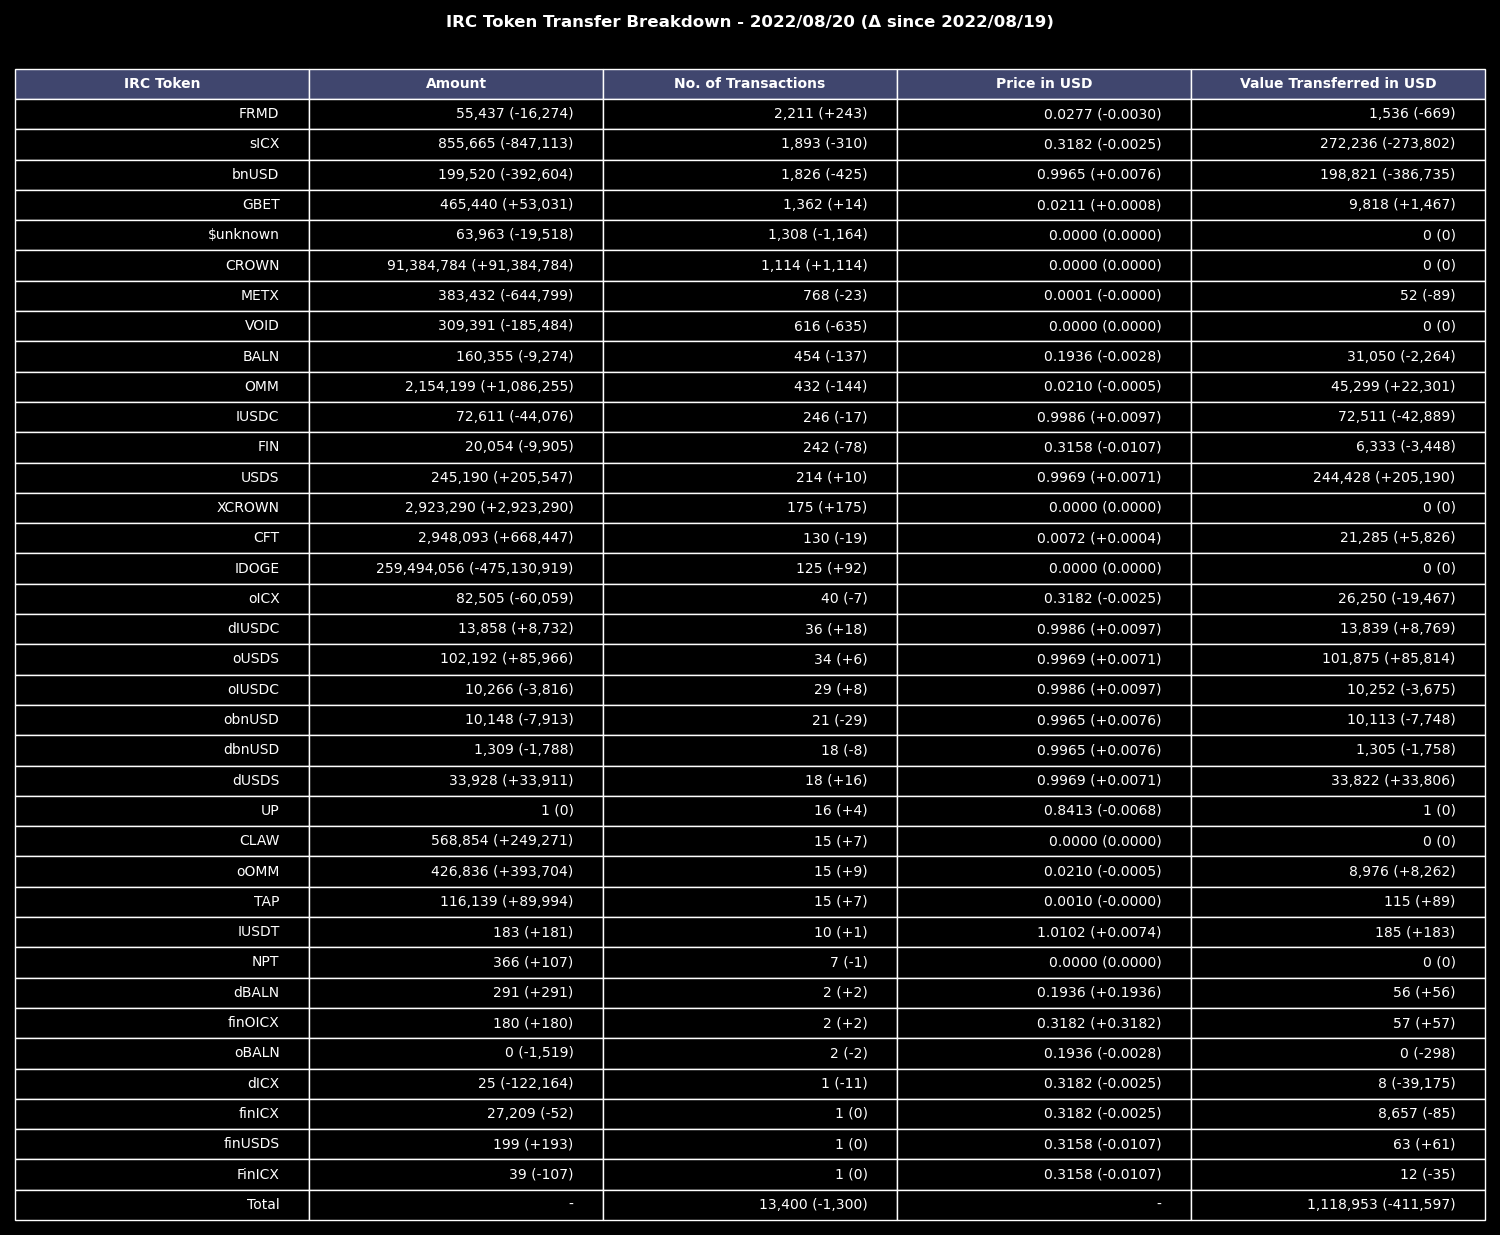 IRC Token Transfer Breakdown - 2022/08/20 (Δ since 2022/08/19)
IRC Token Amount No. of Transactions Price in USD Value Transferred in USD
FRMD 55,437 (-16,274) 2,211 (+243) 0.0277 (-0.0030) 1,536 (-669)
sICX 855,665 (-847,113) 1,893 (-310) 0.3182 (-0.0025) 272,236 (-273,802)
bnUSD 199,520 (-392,604) 1,826 (-425) 0.9965 (+0.0076) 198,821 (-386,735)
GBET 465,440 (+53,031) 1,362 (+14) 0.0211 (+0.0008) 9,818 (+1,467)
$unknown 63,963 (-19,518) 1,308 (-1,164) 0.0000 (0.0000) 0 (0)
CROWN 91,384,784 (+91,384,784) 1,114 (+1,114) 0.0000 (0.0000) 0 (0)
METX 383,432 (-644,799) 768 (-23) 0.0001 (-0.0000) 52 (-89)
VOID 309,391 (-185,484) 616 (-635) 0.0000 (0.0000) 0 (0)
BALN 160,355 (-9,274) 454 (-137) 0.1936 (-0.0028) 31,050 (-2,264)
OMM 2,154,199 (+1,086,255) 432 (-144) 0.0210 (-0.0005) 45,299 (+22,301)
IUSDC 72,611 (-44,076) 246 (-17) 0.9986 (+0.0097) 72,511 (-42,889)
FIN 20,054 (-9,905) 242 (-78) 0.3158 (-0.0107) 6,333 (-3,448)
USDS 245,190 (+205,547) 214 (+10) 0.9969 (+0.0071) 244,428 (+205,190)
XCROWN 2,923,290 (+2,923,290) 175 (+175) 0.0000 (0.0000) 0 (0)
CFT 2,948,093 (+668,447) 130 (-19) 0.0072 (+0.0004) 21,285 (+5,826)
IDOGE 259,494,056 (-475,130,919) 125 (+92) 0.0000 (0.0000) 0 (0)
oICX 82,505 (-60,059) 40 (-7) 0.3182 (-0.0025) 26,250 (-19,467)
dIUSDC 13,858 (+8,732) 36 (+18) 0.9986 (+0.0097) 13,839 (+8,769)
oUSDS 102,192 (+85,966) 34 (+6) 0.9969 (+0.0071) 101,875 (+85,814)
oIUSDC 10,266 (-3,816) 29 (+8) 0.9986 (+0.0097) 10,252 (-3,675)
obnUSD 10,148 (-7,913) 21 (-29) 0.9965 (+0.0076) 10,113 (-7,748)
dbnUSD 1,309 (-1,788) 18 (-8) 0.9965 (+0.0076) 1,305 (-1,758)
dUSDS 33,928 (+33,911) 18 (+16) 0.9969 (+0.0071) 33,822 (+33,806)
UP 1 (0) 16 (+4) 0.8413 (-0.0068) 1 (0)
CLAW 568,854 (+249,271) 15 (+7) 0.0000 (0.0000) 0 (0)
oOMM 426,836 (+393,704) 15 (+9) 0.0210 (-0.0005) 8,976 (+8,262)
TAP 116,139 (+89,994) 15 (+7) 0.0010 (-0.0000) 115 (+89)
IUSDT 183 (+181) 10 (+1) 1.0102 (+0.0074) 185 (+183)
NPT 366 (+107) 7 (-1) 0.0000 (0.0000) 0 (0)
dBALN 291 (+291) 2 (+2) 0.1936 (+0.1936) 56 (+56)
finOICX 180 (+180) 2 (+2) 0.3182 (+0.3182) 57 (+57)
oBALN 0 (-1,519) 2 (-2) 0.1936 (-0.0028) 0 (-298)
dICX 25 (-122,164) 1 (-11) 0.3182 (-0.0025) 8 (-39,175)
finICX 27,209 (-52) 1 (0) 0.3182 (-0.0025) 8,657 (-85)
finUSDS 199 (+193) 1 (0) 0.3158 (-0.0107) 63 (+61)
FinICX 39 (-107) 1 (0) 0.3158 (-0.0107) 12 (-35)
Total - 13,400 (-1,300) - 1,118,953 (-411,597)